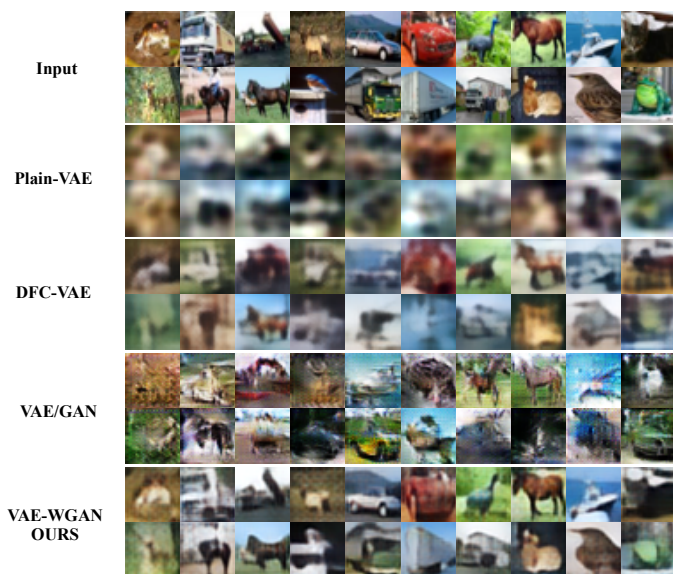 Input
Plain-VAE
DFC-VAE
VAE/GAN
VAE-WGAN
OURS